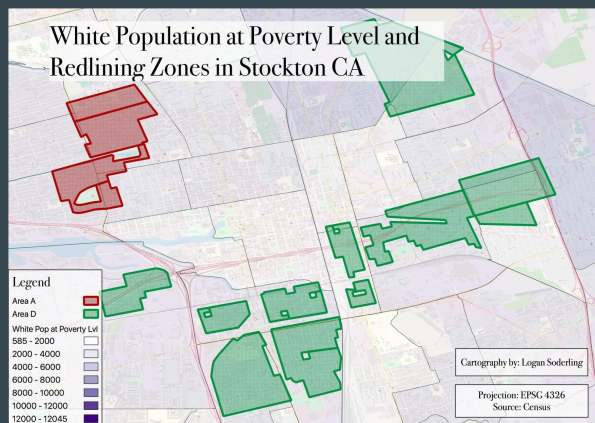 White Population at Poverty Level and
Redlining Zones in Stockton CA
Legend
Area A
Area D
White Pop at Poverty Lvl
585 - 2000
2000 - 4000
4000 - 6000
6000 - 8000
8000 - 10000
10000 - 12000
12000 - 12045
Cartography by: Logan Soderling
Projection: EPSG 4326
Source: Census